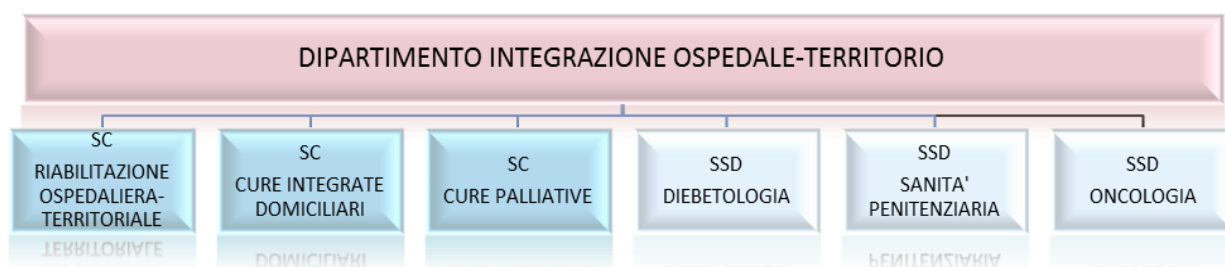 DIPARTIMENTO INTEGRAZIONE OSPEDALE-TERRITORIO
SC
RIABILITAZIONE
OSPEDALIERA-
TERRITORIALE
SC
CURE INTEGRATE
DOMICILIARI
SC
CURE PALLIATIVE
SSD
DIEBETOLOGIA
SSD
SANITA'
PENITENZIARIA
SSD
ONCOLOGIA